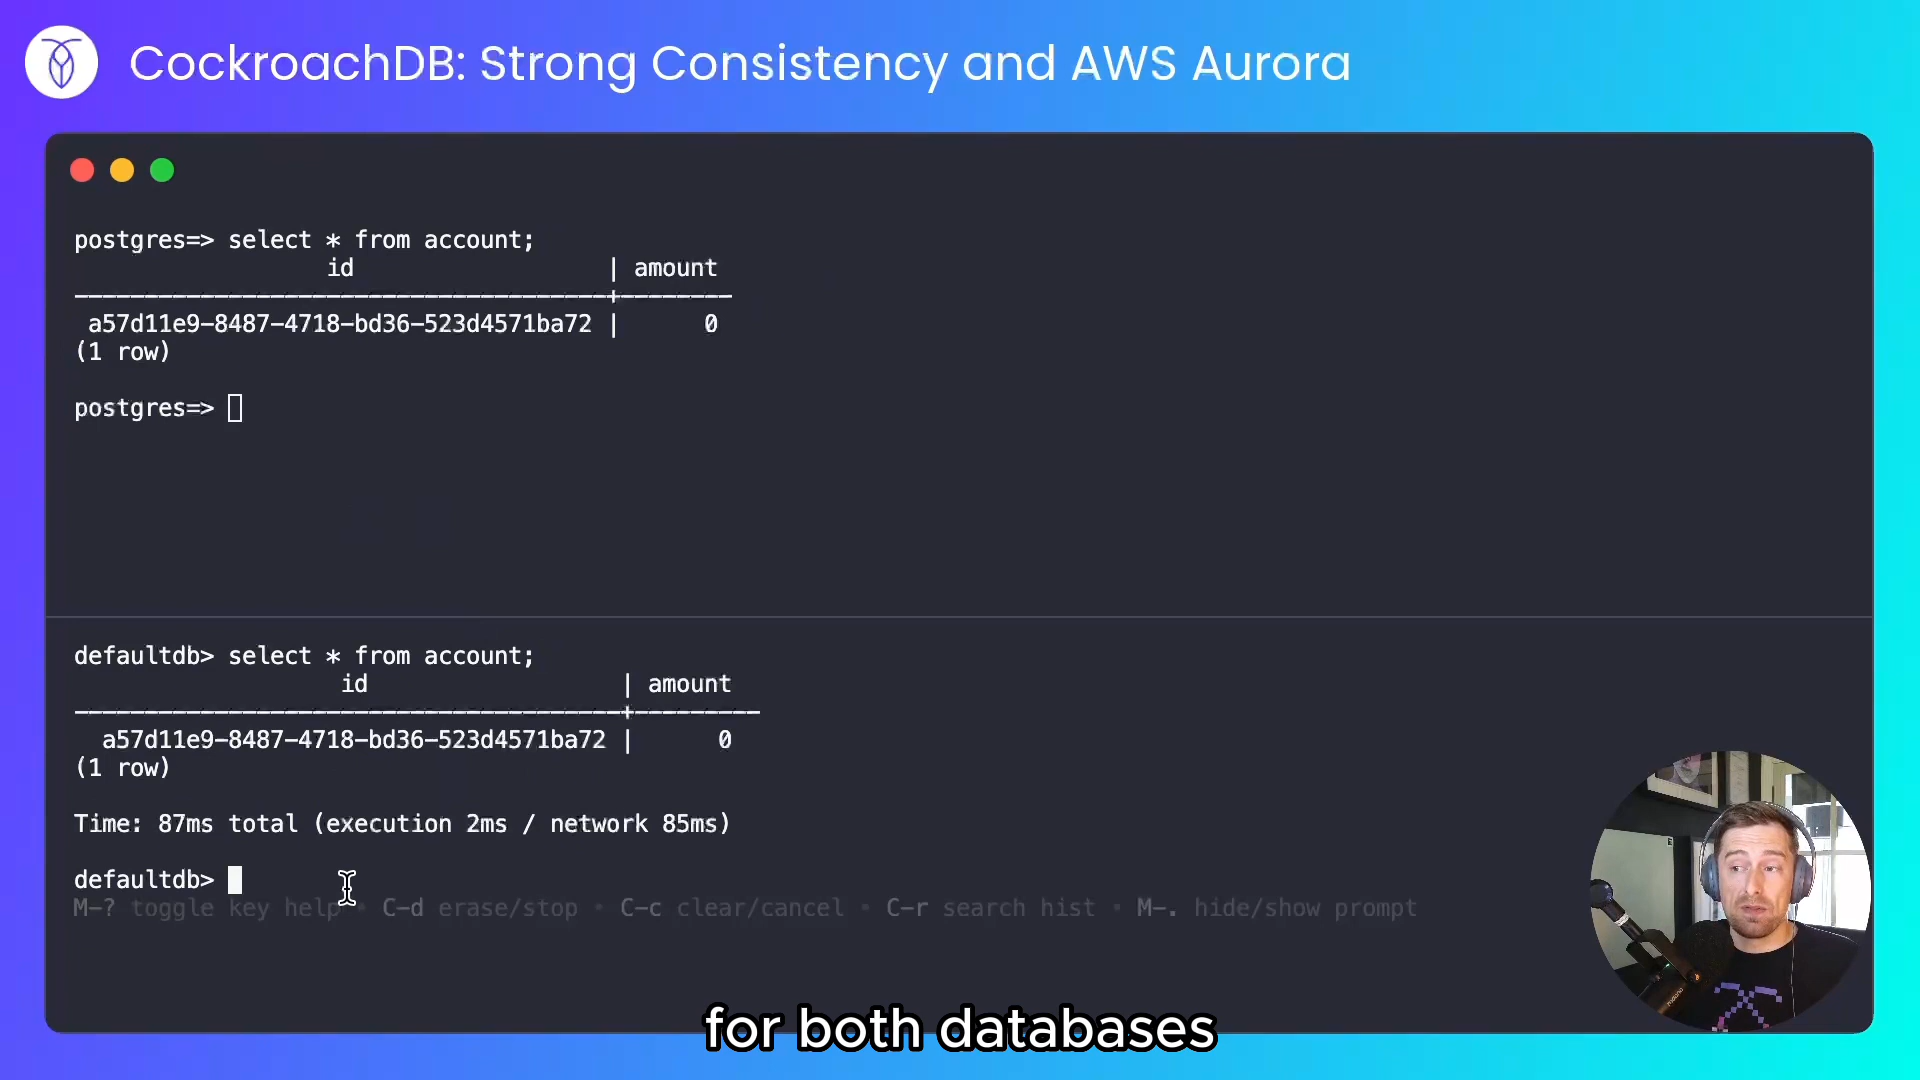 CockroachDB: Strong Consistency and AWS Aurora
postgres=> select * from account;
id | amount
--------------------------------------+--------
a57d11e9-8487-4718-bd36-523d4571ba72 | 0
(1 row)
postgres=>
defaultdb> select * from account;
id | amount
---------------------------------------+---------
a57d11e9-8487-4718-bd36-523d4571ba72 | 0
(1 row)
Time: 87ms total (execution 2ms / network 85ms)
defaultdb>
M-? toggle key help • C-d erase/stop • C-c clear/cancel • C-r search hist • M-. hide/show prompt
for both databases